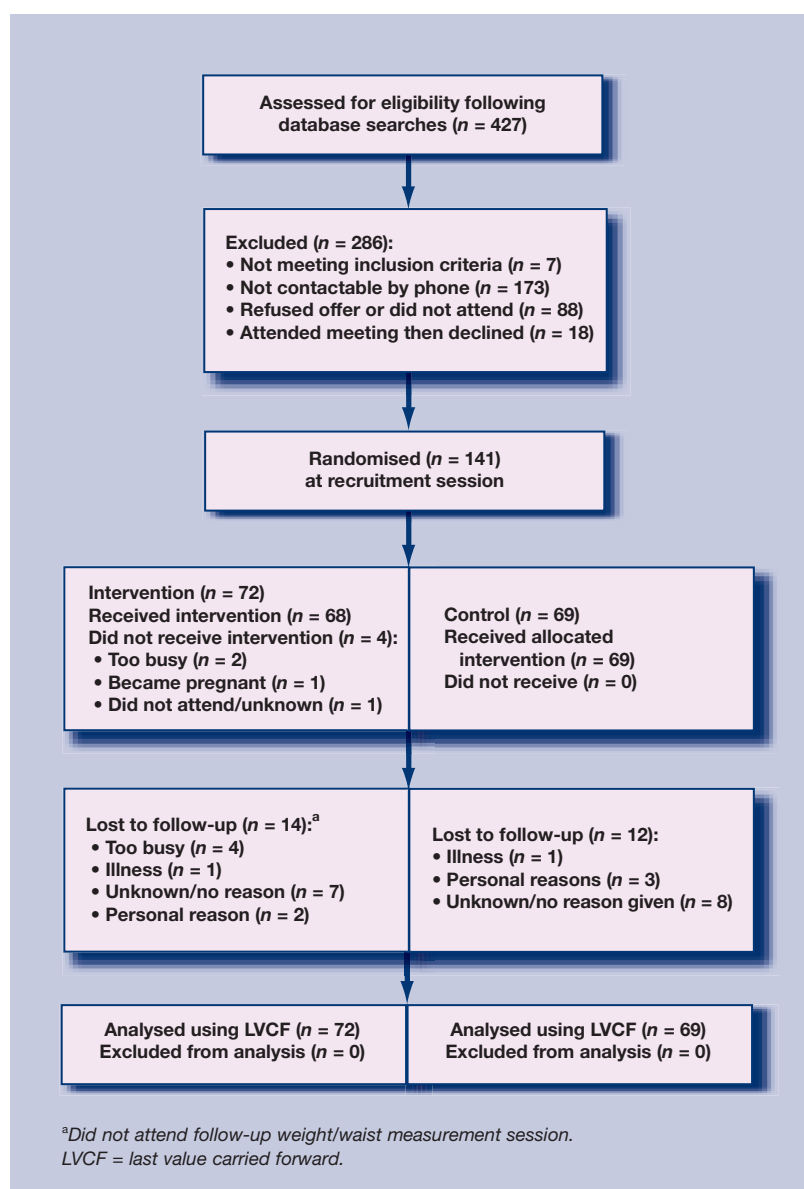 Assessed for eligibility following
database searches (n = 427)
Excluded (n = 286):
• Not meeting inclusion criteria (n = 7)
• Not contactable by phone (n = 173)
• Refused offer or did not attend (n = 88)
• Attended meeting then declined (n = 18)
Randomised (n = 141)
at recruitment session
Intervention (n = 72)
Received intervention (n = 68)
Did not receive intervention (n = 4):
• Too busy (n = 2)
• Became pregnant (n = 1)
• Did not attend/unknown (n = 1)
Control (n = 69)
Received allocated
intervention (n = 69)
Did not receive (n = 0)
Lost to follow-up (n = 14):a
• Too busy (n = 4)
• Illness (n = 1)
• Unknown/no reason (n = 7)
• Personal reason (n = 2)
Lost to follow-up (n = 12):
• Illness (n = 1)
• Personal reasons (n = 3)
• Unknown/no reason given (n = 8)
Analysed using LVCF (n = 72)
Excluded from analysis (n = 0)
Analysed using LVCF (n = 69)
Excluded from analysis (n = 0)
aDid not attend follow-up weight/waist measurement session.
LVCF = last value carried forward.